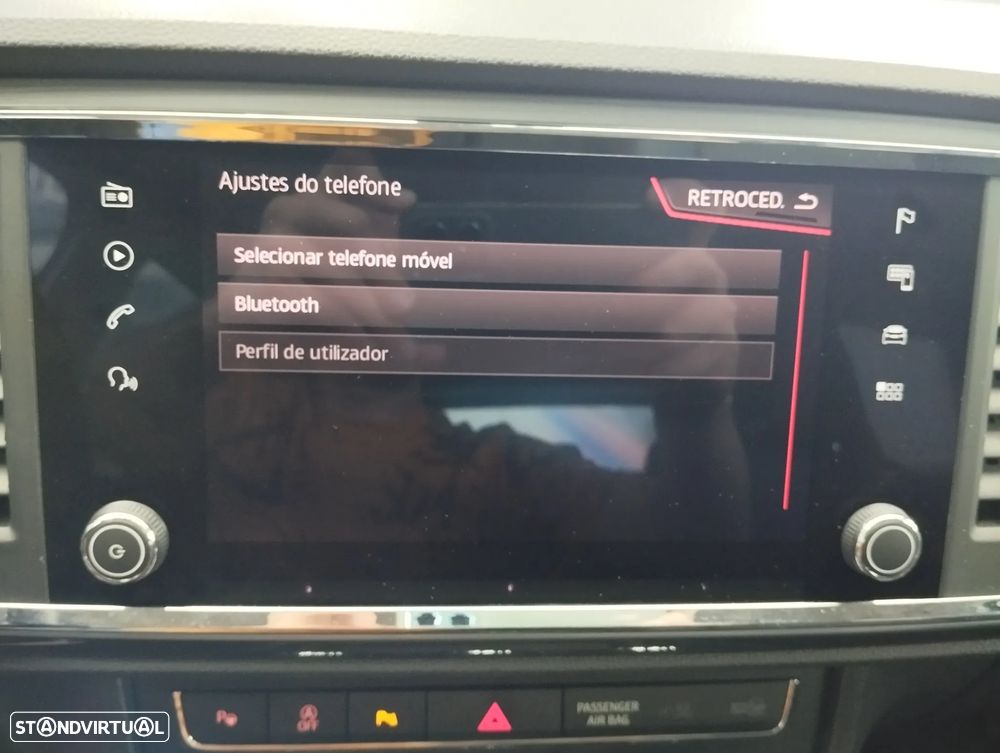 Ajustes do telefone
RETROCED.
Selecionar telefone móvel
Bluetooth
Perfil de utilizador
P
A
OFF
PASSENGER
AIR BAG
STANDVIRTUAL